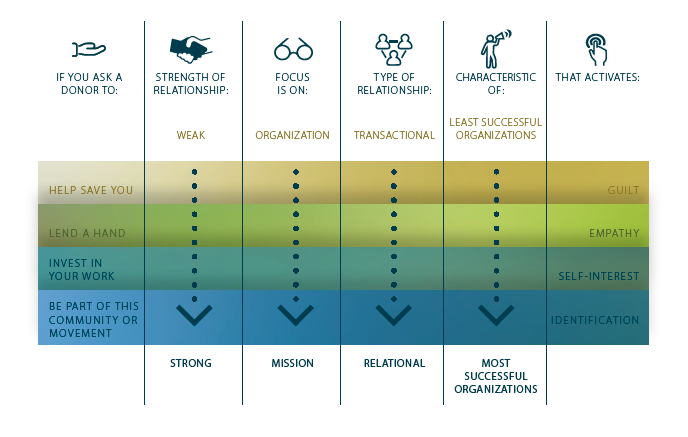 IF YOU ASK A
DONOR TO:
STRENGTH OF
RELATIONSHIP:
FOCUS
IS ON:
TYPE OF
RELATIONSHIP:
CHARACTERISTIC
OF:
THAT ACTIVATES:
WEAK
ORGANIZATION
TRANSACTIONAL
LEAST SUCCESSFUL
ORGANIZATIONS
HELP SAVE YOU
GUILT
LEND A HAND
EMPATHY
INVEST IN
YOUR WORK
SELF-INTEREST
BE PART OF THIS
COMMUNITY OR
MOVEMENT
IDENTIFICATION
STRONG
MISSION
RELATIONAL
MOST
SUCCESSFUL
ORGANIZATIONS